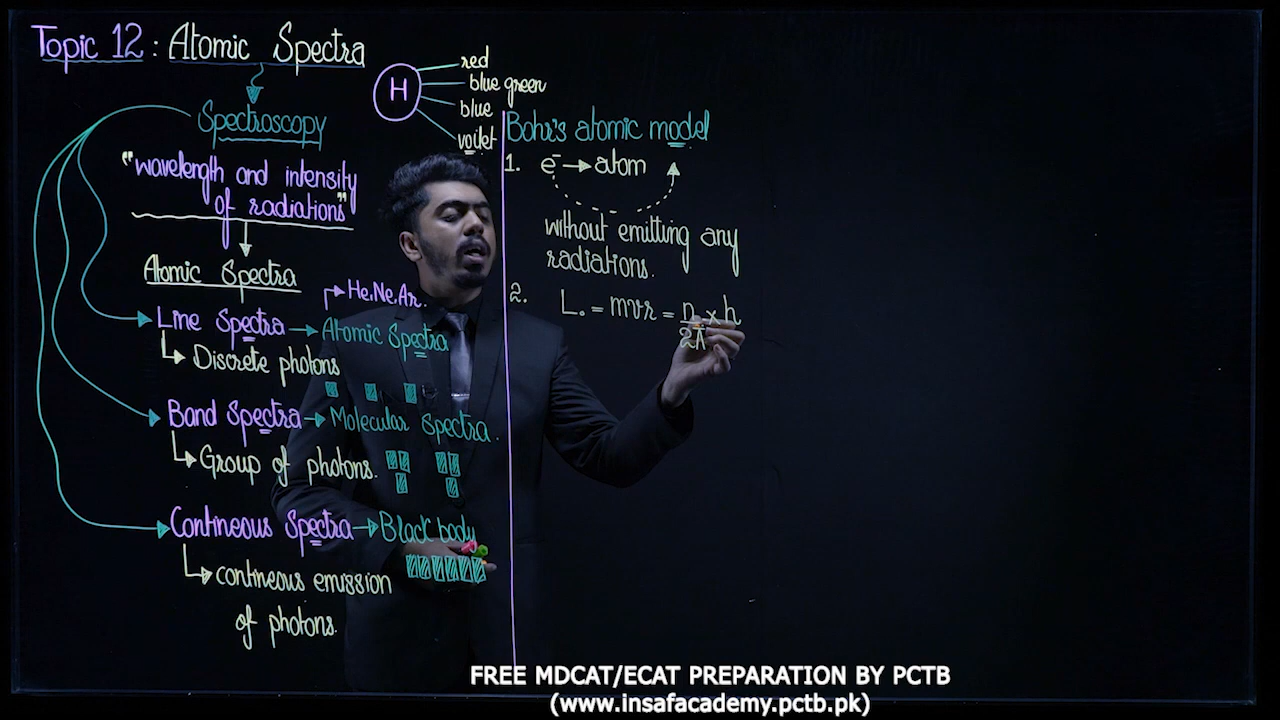 Topic 12 : Atomic Spectra
Spectroscopy
"wavelength and intensity
of radiations"
Atomic Spectra
Line Spectra → Atomic Spectra
He, Ne, Ar.
Discrete photons
Band Spectra → Molecular Spectra.
Group of photons.
Contineous Spectra → Black body
contineous emission
of photons.
H
red
blue green
blue
voilet
Bohr's atomic model
1. e⁻ → atom
without emitting any
radiations.
2. L. = mvr = n/2π × h
FREE MDCAT/ECAT PREPARATION BY PCTB
(www.insafacademy.pctb.pk)